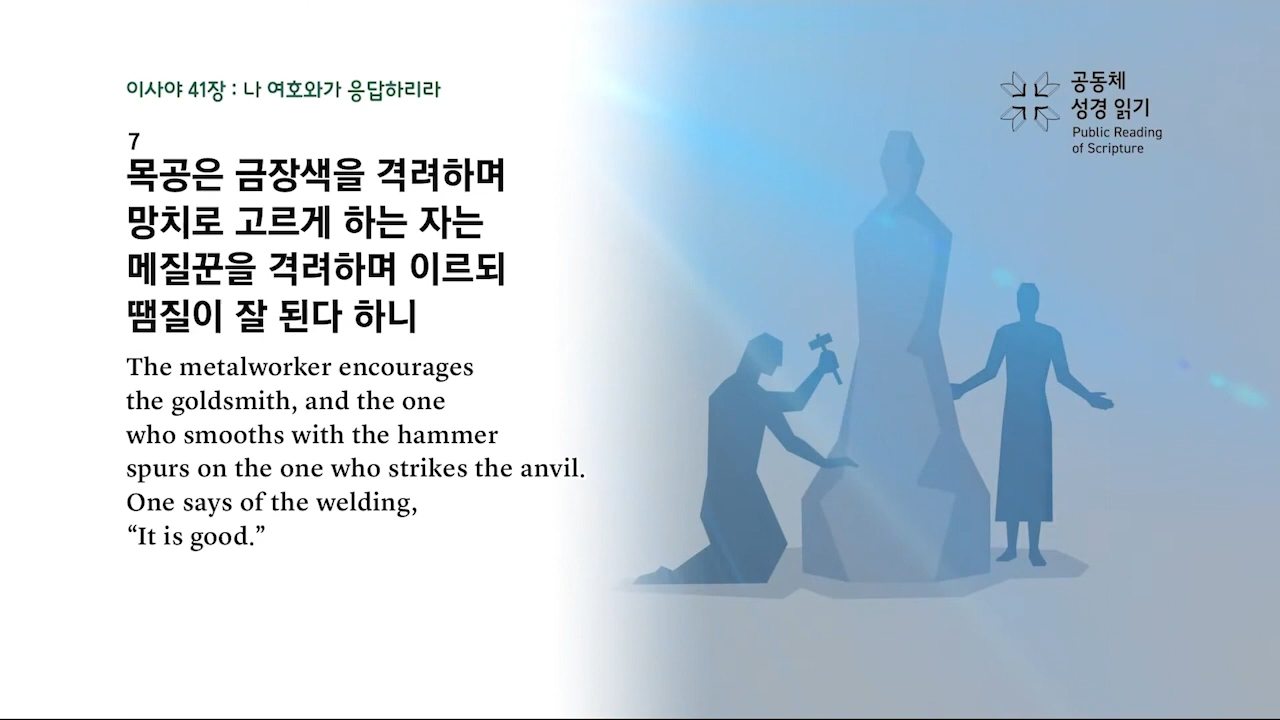 이사야 41장 : 나 여호와가 응답하리라
공동체
성경 읽기
Public Reading
of Scripture
7
목공은 금장색을 격려하며
망치로 고르게 하는 자는
메질꾼을 격려하며 이르되
땜질이 잘 된다 하니
The metalworker encourages
the goldsmith, and the one
who smooths with the hammer
spurs on the one who strikes the anvil.
One says of the welding,
“It is good.”